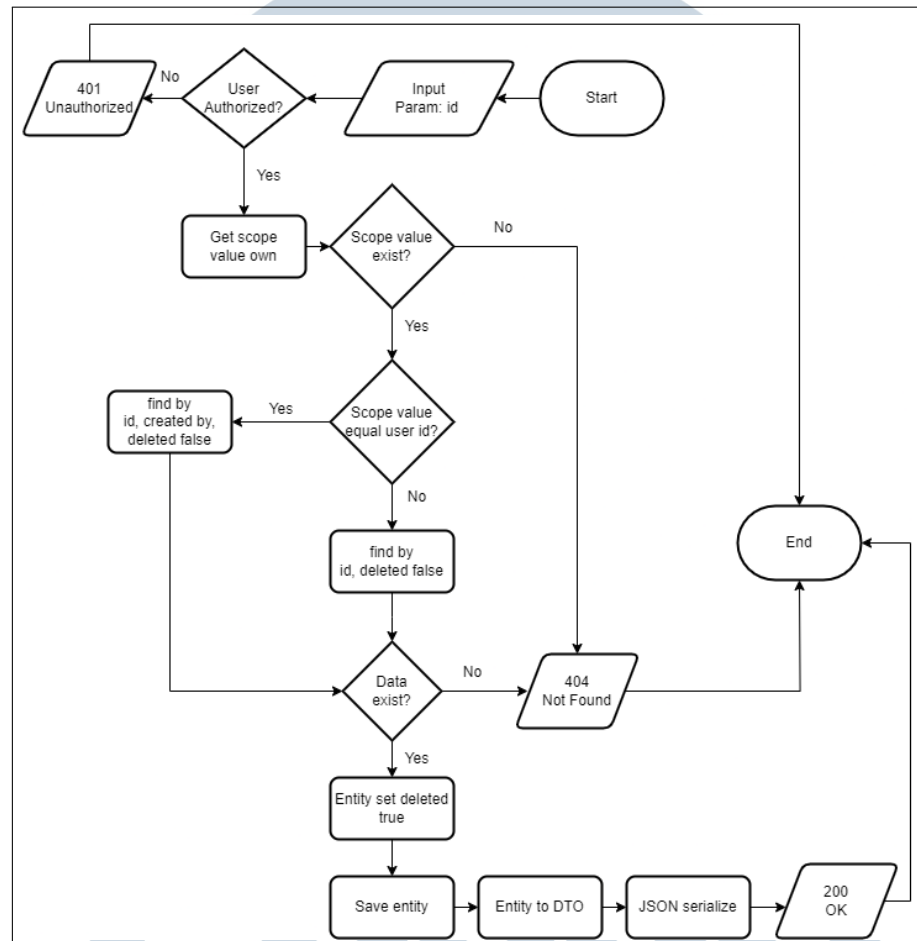 Start
Input
Param: id
User
Authorized?
No
401
Unauthorized
Yes
Get scope
value own
Scope value
exist?
No
Yes
Scope value
equal user id?
Yes
find by
id, created by,
deleted false
No
find by
id, deleted false
End
Data
exist?
No
404
Not Found
Yes
Entity set deleted
true
Save entity
Entity to DTO
JSON serialize
200
OK